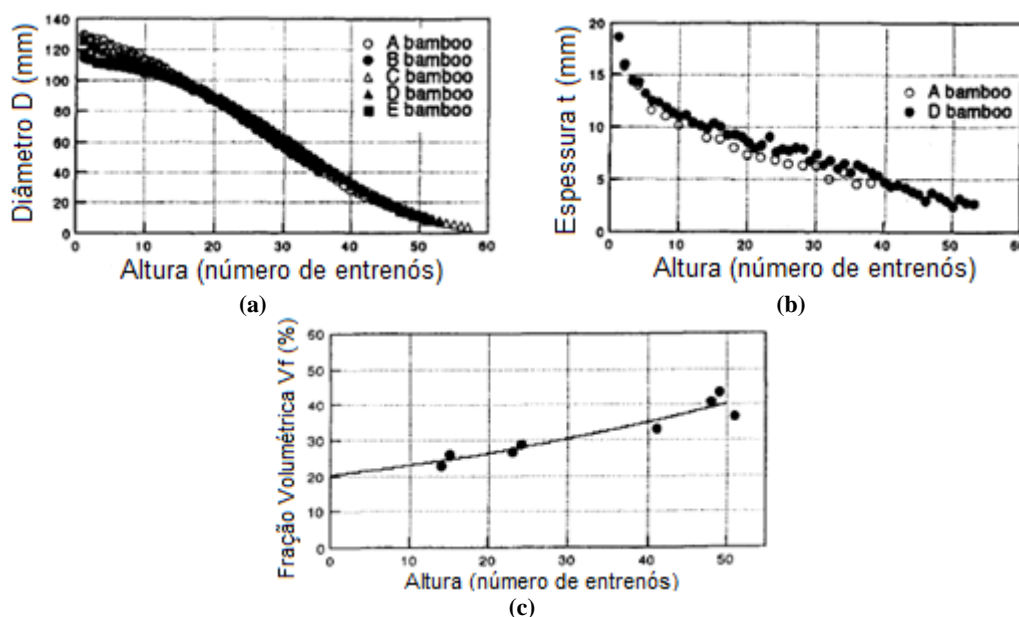 Diâmetro D (mm)
140
120
100
80
60
40
20
0
0 10 20 30 40 50 60
A bamboo
B bamboo
C bamboo
D bamboo
E bamboo
Altura (número de entrenós)
(a)
Espessura t (mm)
20
15
10
5
0
0 10 20 30 40 50 60
A bamboo
D bamboo
Altura (número de entrenós)
(b)
Fração Volumétrica Vf (%)
60
50
40
30
20
10
0
0 10 20 30 40 50
Altura (número de entrenós)
(c)